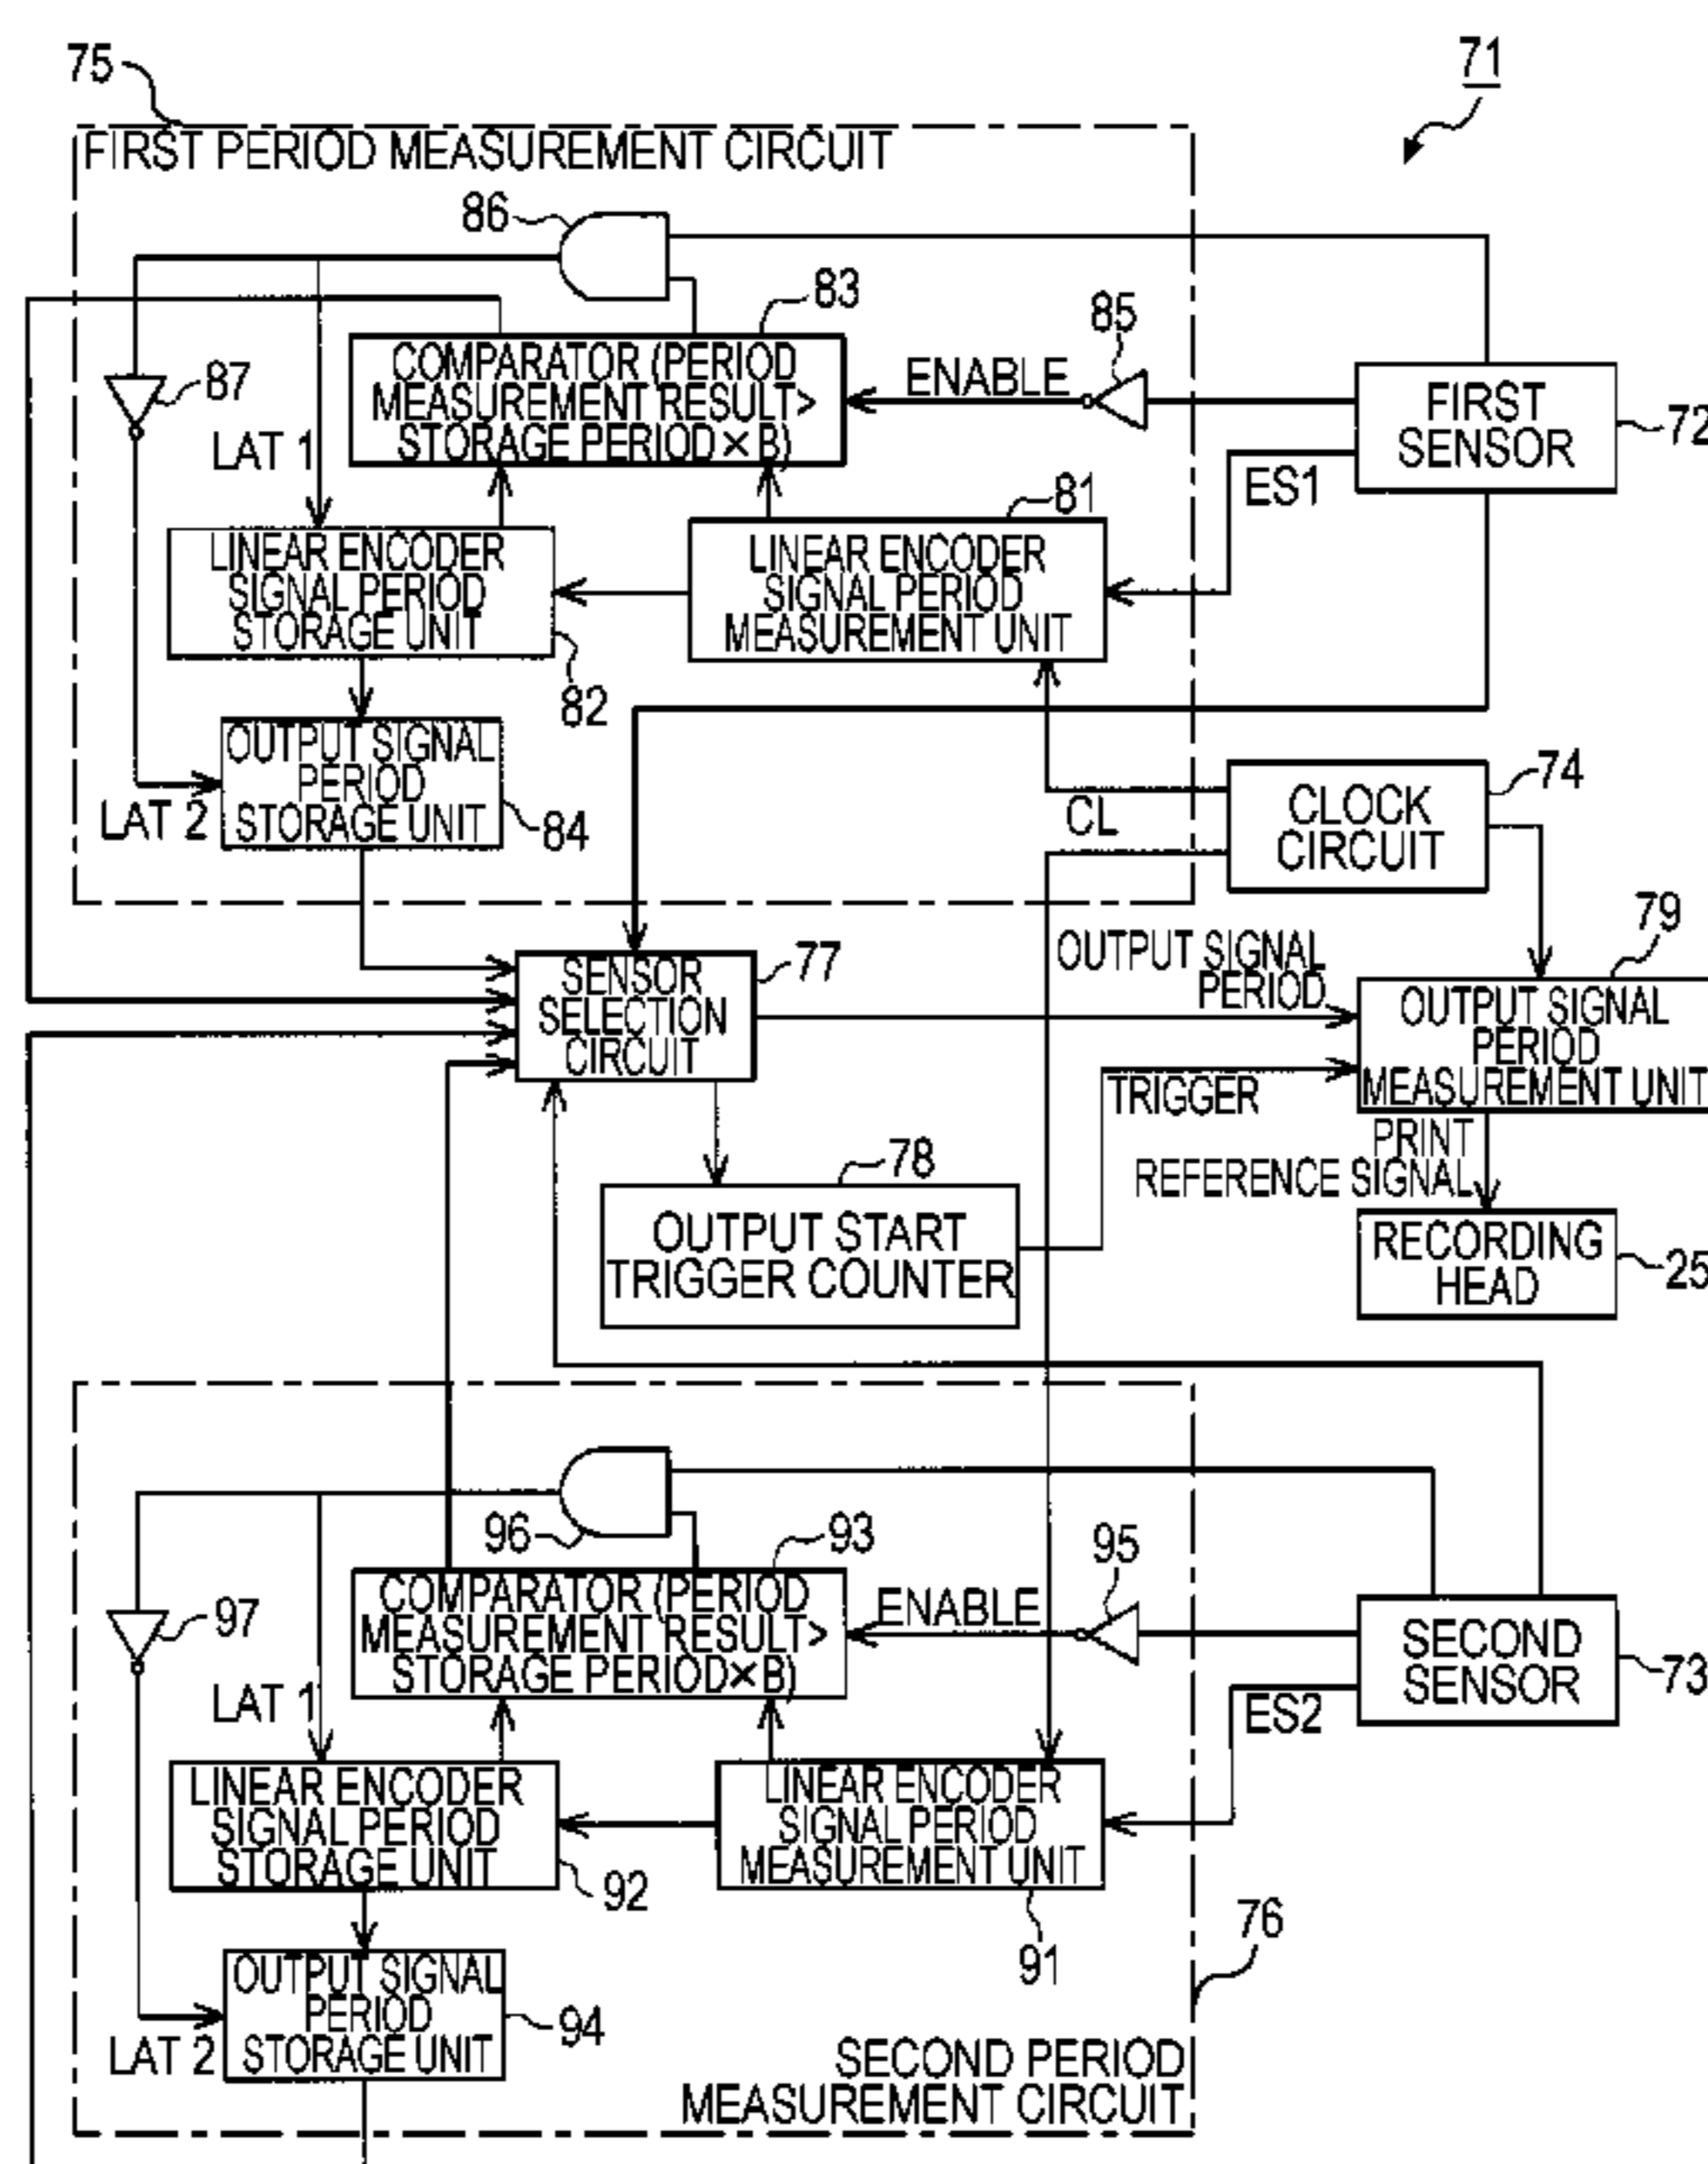 75
71
FIRST PERIOD MEASUREMENT CIRCUIT
86
83
85
COMPARATOR (PERIOD
MEASUREMENT RESULT>
STORAGE PERIOD×B)
ENABLE
87
FIRST
SENSOR
72
LAT 1
ES1
81
LINEAR ENCODER
SIGNAL PERIOD
STORAGE UNIT
LINEAR ENCODER
SIGNAL PERIOD
MEASUREMENT UNIT
82
OUTPUT SIGNAL
PERIOD
STORAGE UNIT
LAT 2
84
74
CLOCK
CIRCUIT
CL
79
77
SENSOR
SELECTION
CIRCUIT
OUTPUT SIGNAL
PERIOD
OUTPUT SIGNAL
PERIOD
MEASUREMENT UNIT
TRIGGER
PRINT
REFERENCE SIGNAL
78
OUTPUT START
TRIGGER COUNTER
RECORDING
HEAD
25
96
93
95
COMPARATOR (PERIOD
MEASUREMENT RESULT>
STORAGE PERIOD×B)
ENABLE
97
SECOND
SENSOR
73
LAT 1
ES2
LINEAR ENCODER
SIGNAL PERIOD
STORAGE UNIT
LINEAR ENCODER
SIGNAL PERIOD
MEASUREMENT UNIT
92
91
76
OUTPUT SIGNAL
PERIOD
STORAGE UNIT
LAT 2
94
SECOND PERIOD
MEASUREMENT CIRCUIT